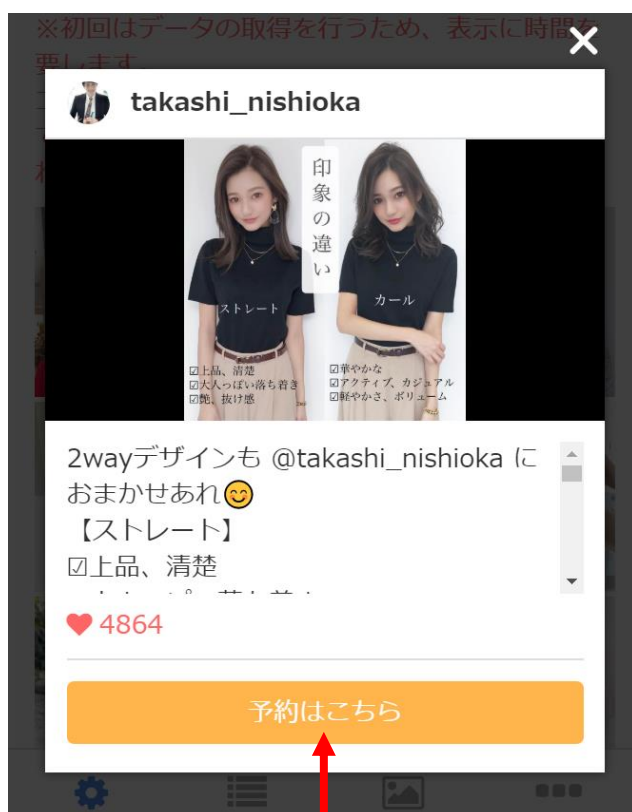 ※初回はデータの取得を行うため、表示に時間を
要します。
takashi_nishioka
印象の違い
ストレート
カール
☑上品、清楚
☑大人っぽい落ち着き
☑艶、抜け感
☑華やかな
☑アクティブ、カジュアル
☑軽やかさ、ボリューム
2wayデザインも @takashi_nishioka に
おまかせあれ😊
【ストレート】
☑上品、清楚
4864
予約はこちら